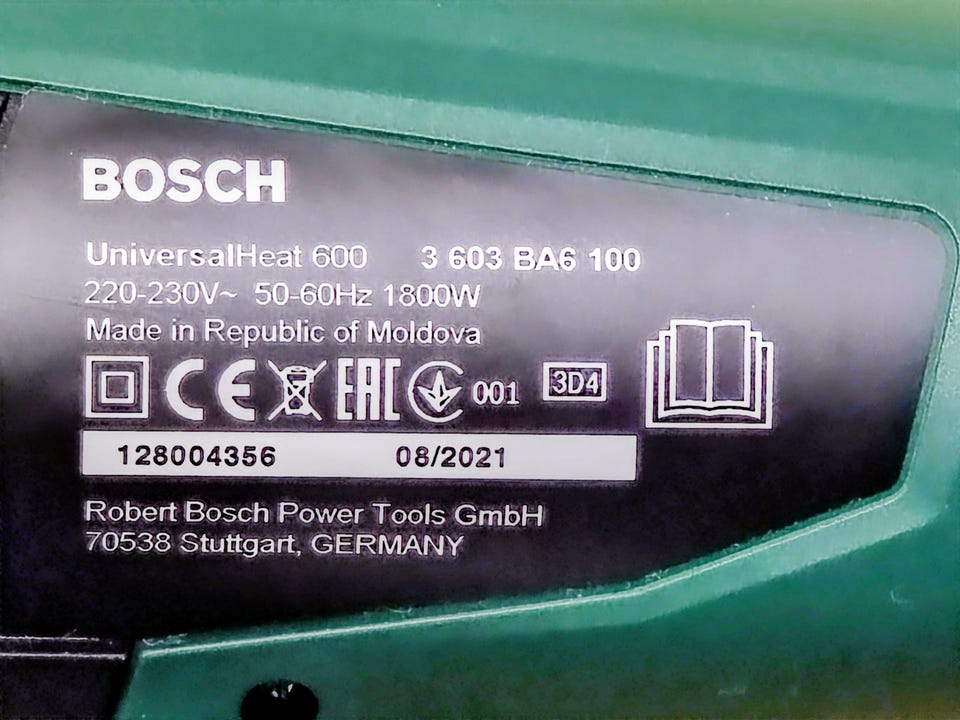 BOSCH
UniversalHeat 600 3 603 BA6 100
220-230V~ 50-60Hz 1800W
Made in Republic of Moldova
CE EAC 001 3D4
128004356 08/2021
Robert Bosch Power Tools GmbH
70538 Stuttgart, GERMANY